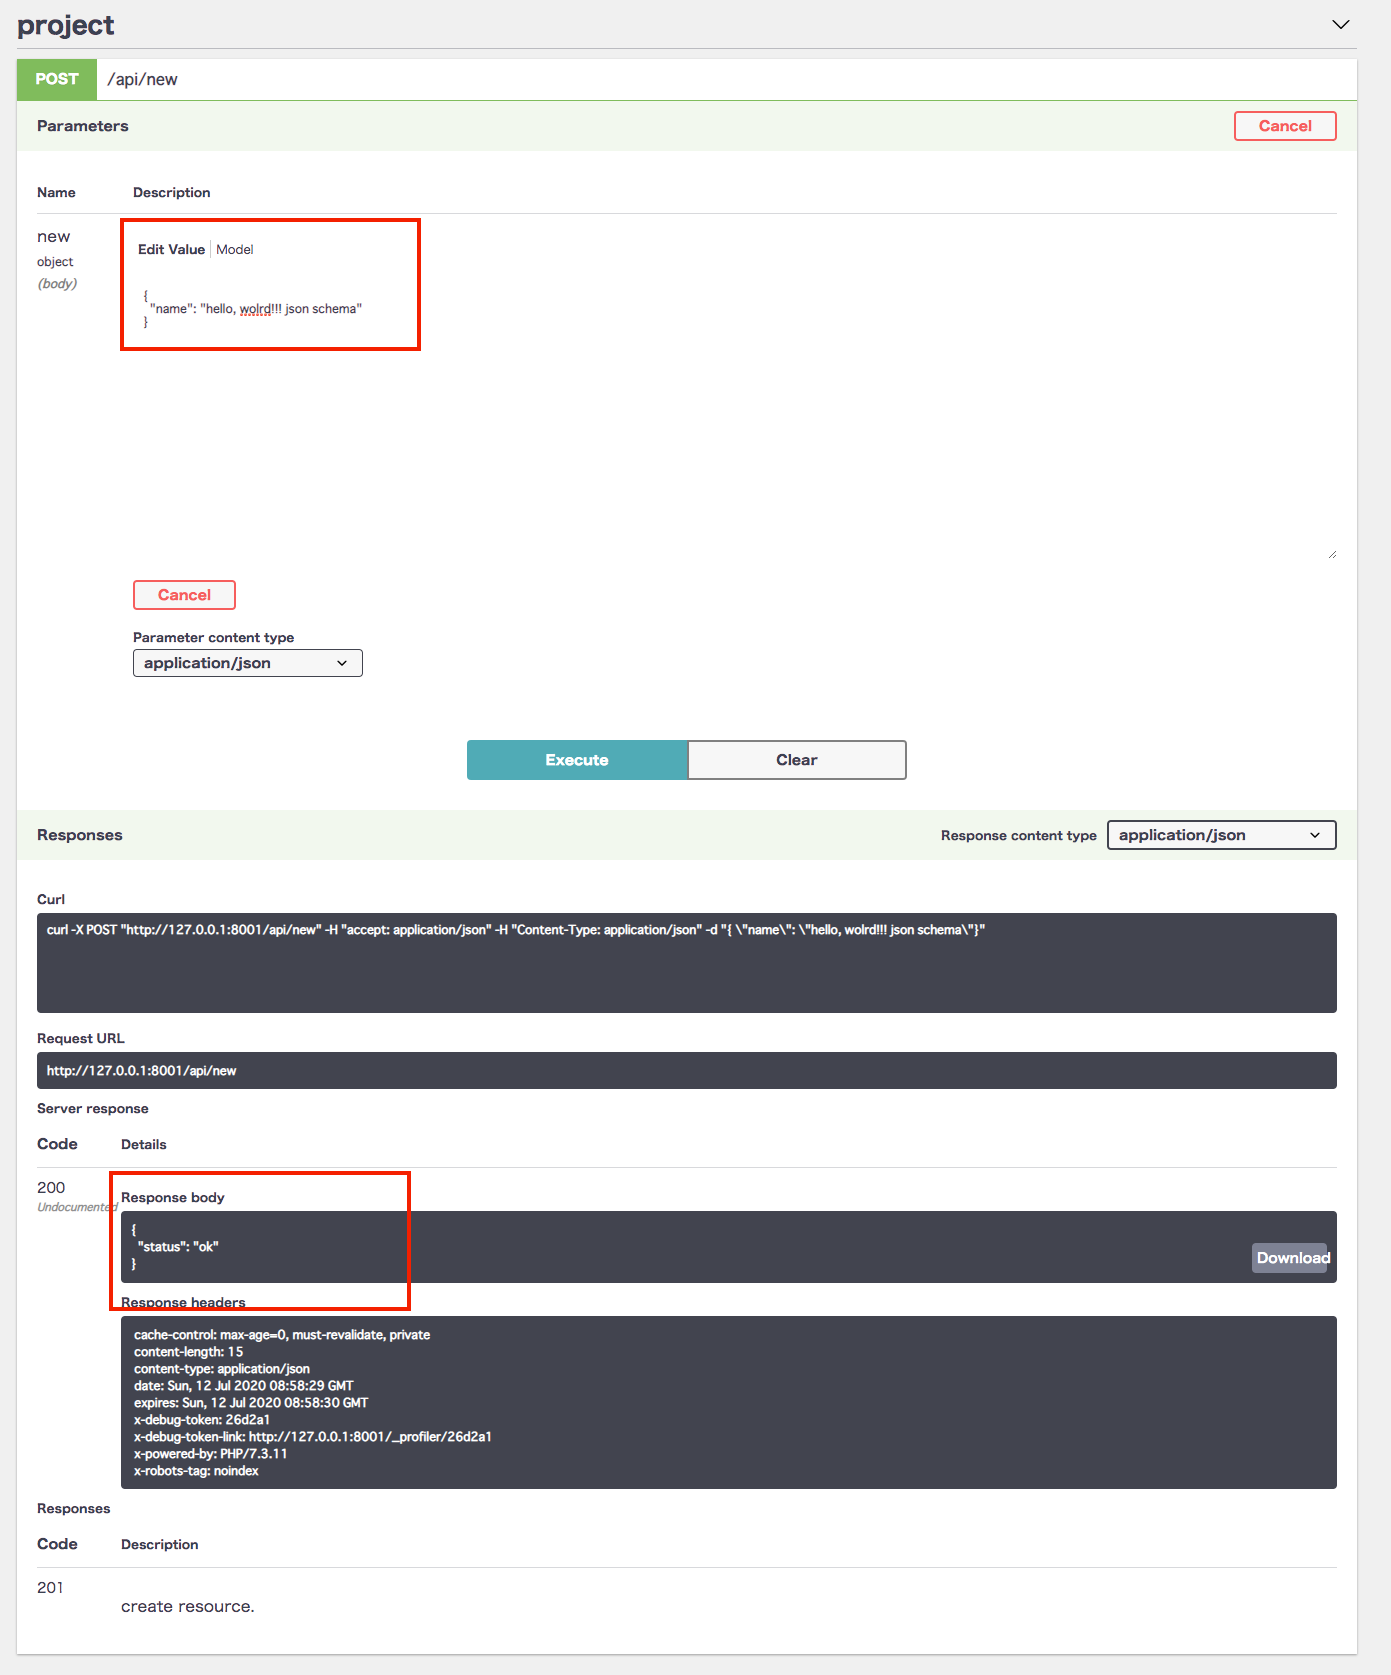 project
POST /api/new
Parameters Cancel
Name Description
new
object
(body)
Edit Value Model
{
"name": "hello, wolrd!!! json schema"
}
Cancel
Parameter content type
application/json
Execute Clear
Responses Response content type application/json
Curl
curl -X POST "http://127.0.0.1:8001/api/new" -H "accept: application/json" -H "Content-Type: application/json" -d "{ \"name\": \"hello, wolrd!!! json schema\"}"
Request URL
http://127.0.0.1:8001/api/new
Server response
Code Details
200
Undocumented
Response body
{
"status": "ok"
}
Download
Response headers
cache-control: max-age=0, must-revalidate, private
content-length: 15
content-type: application/json
date: Sun, 12 Jul 2020 08:58:29 GMT
expires: Sun, 12 Jul 2020 08:58:30 GMT
x-debug-token: 26d2a1
x-debug-token-link: http://127.0.0.1:8001/_profiler/26d2a1
x-powered-by: PHP/7.3.11
x-robots-tag: noindex
Responses
Code Description
201
create resource.